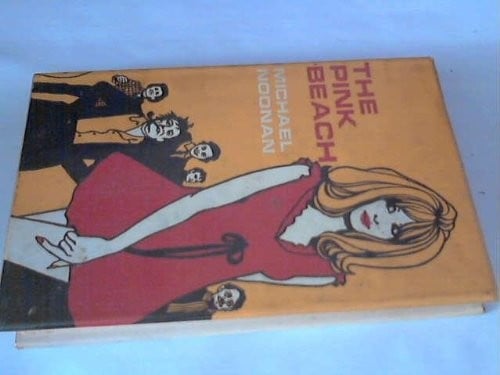 THE
PINK
BEACH
MICHAEL
NOONAN